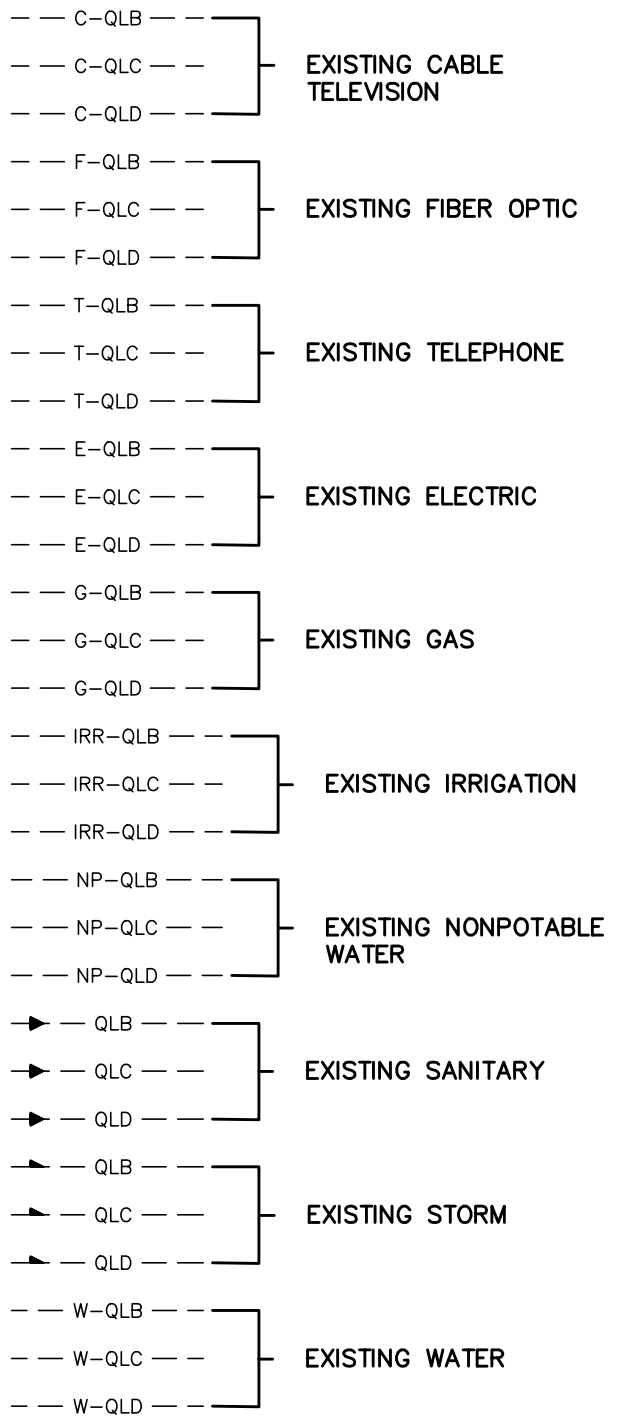 C-QLB
C-QLC
C-QLD
EXISTING CABLE
TELEVISION
F-QLB
F-QLC
F-QLD
EXISTING FIBER OPTIC
T-QLB
T-QLC
T-QLD
EXISTING TELEPHONE
E-QLB
E-QLC
E-QLD
EXISTING ELECTRIC
G-QLB
G-QLC
G-QLD
EXISTING GAS
IRR-QLB
IRR-QLC
IRR-QLD
EXISTING IRRIGATION
NP-QLB
NP-QLC
NP-QLD
EXISTING NONPOTABLE
WATER
QLB
QLC
QLD
EXISTING SANITARY
QLB
QLC
QLD
EXISTING STORM
W-QLB
W-QLC
W-QLD
EXISTING WATER